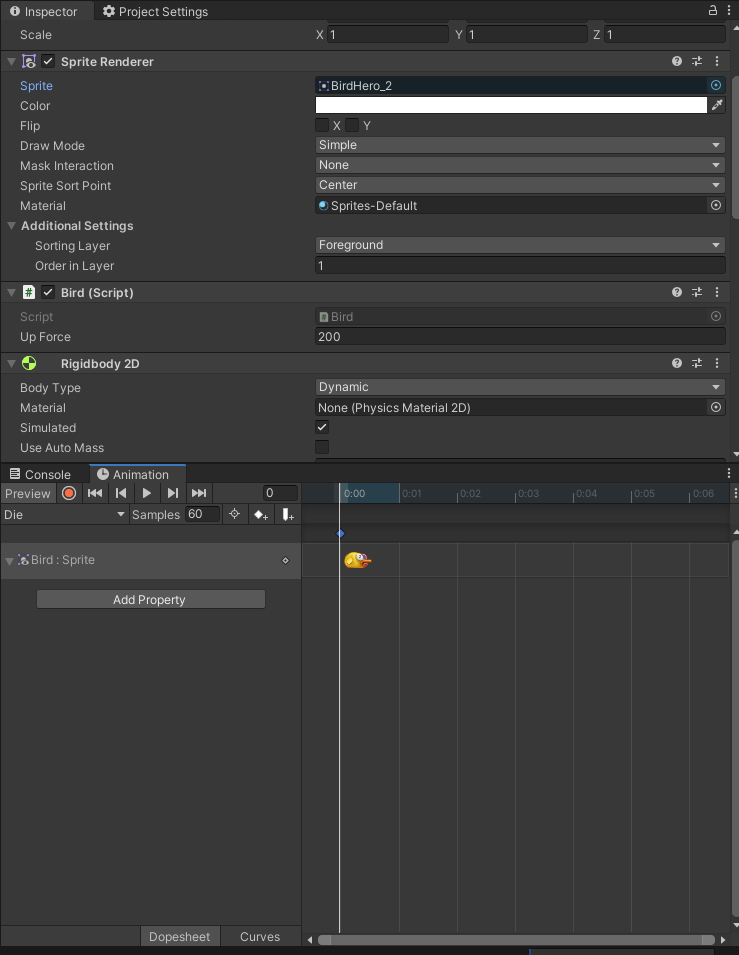 Inspector Project Settings
Scale X 1 Y 1 Z 1
Sprite Renderer
Sprite BirdHero_2
Color
Flip X Y
Draw Mode Simple
Mask Interaction None
Sprite Sort Point Center
Material Sprites-Default
Additional Settings
Sorting Layer Foreground
Order in Layer 1
# Bird (Script)
Script Bird
Up Force 200
Rigidbody 2D
Body Type Dynamic
Material None (Physics Material 2D)
Simulated
Use Auto Mass
Console Animation
Preview 0 0:00 0:01 0:02 0:03 0:04 0:05 0:06
Die Samples 60
Bird : Sprite
Add Property
Dopesheet Curves